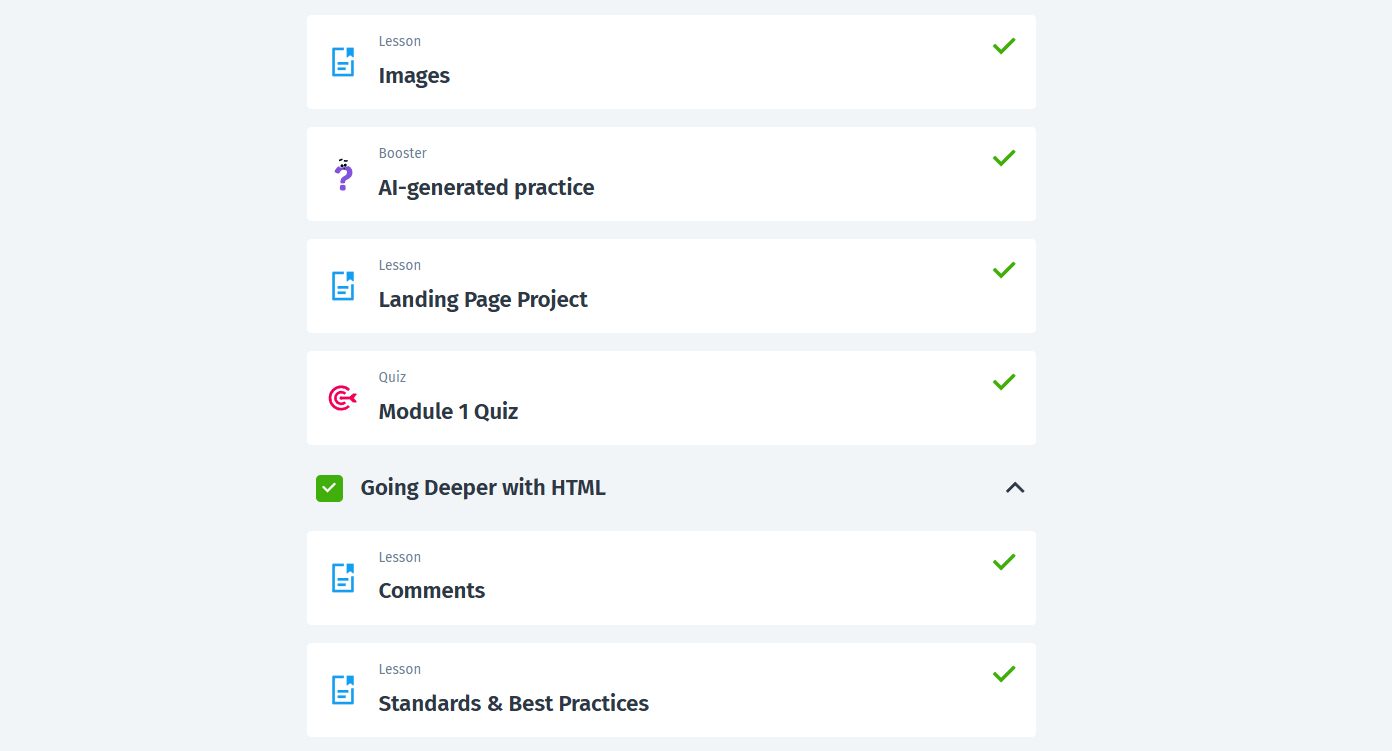 Lesson
Images
Booster
AI-generated practice
Lesson
Landing Page Project
Quiz
Module 1 Quiz
Going Deeper with HTML
Lesson
Comments
Lesson
Standards & Best Practices